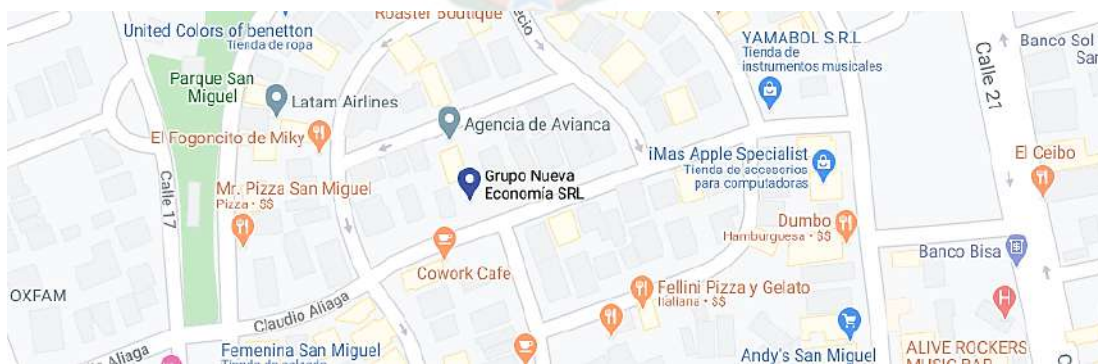 Roaster Boutique
United Colors of benetton
Tienda de ropa
YAMABOL S.R.L
Tienda de
instrumentos musicales
Calle 21
Banco Sol
Parque San
Miguel
Latam Airlines
Agencia de Avianca
El Fogoncito de Miky
iMas Apple Specialist
Tienda de accesorios
para computadoras
El Ceibo
Grupo Nueva
Economía SRL
Calle 17
Mr. Pizza San Miguel
Pizza · $$
Dumbo
Hamburguesa · $$
Banco Bisa
Cowork Cafe
OXFAM
Fellini Pizza y Gelato
Italiana · $$
Claudio Aliaga
H
Aliaga
Femenina San Miguel
Andy's San Miguel
ALIVE ROCKERS
MUSIC BAR